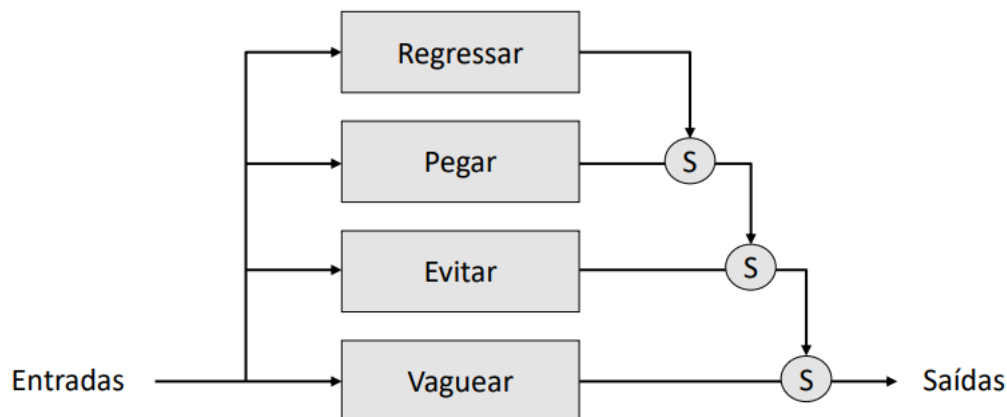 Regressar
Pegar
S
Evitar
S
Entradas
Vaguear
S
Saídas